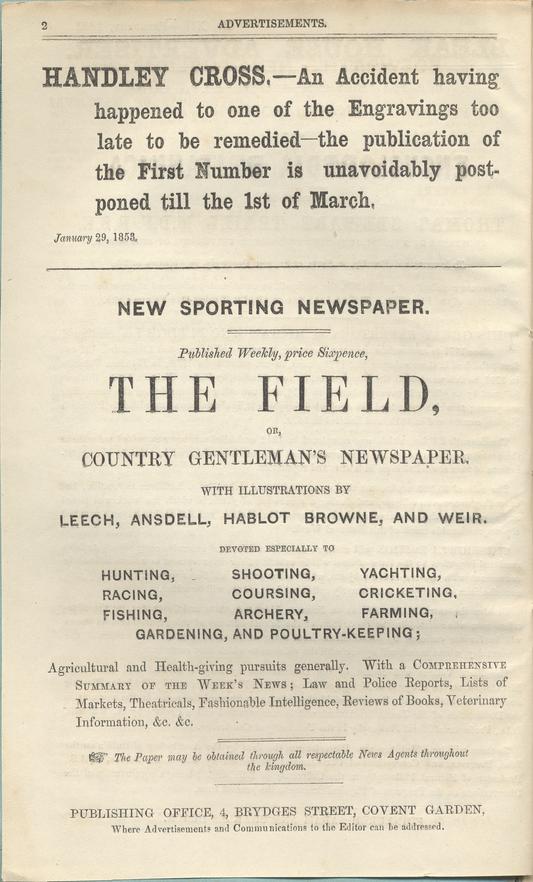 2
ADVERTISEMENTS.
HANDLEY CROSS.—An Accident having
happened to one of the Engravings too
late to be remedied—the publication of
the First Number is unavoidably post-
poned till the 1st of March.
January 29, 1853.
NEW SPORTING NEWSPAPER.
Published Weekly, price Sixpence,
THE FIELD,
OR,
COUNTRY GENTLEMAN'S NEWSPAPER.
WITH ILLUSTRATIONS BY
LEECH, ANSDELL, HABLOT BROWNE, AND WEIR.
DEVOTED ESPECIALLY TO
HUNTING, SHOOTING, YACHTING,
RACING, COURSING, CRICKETING,
FISHING, ARCHERY, FARMING,
GARDENING, AND POULTRY-KEEPING;
Agricultural and Health-giving pursuits generally. With a COMPREHENSIVE
SUMMARY OF THE WEEK'S NEWS; Law and Police Reports, Lists of
Markets, Theatricals, Fashionable Intelligence, Reviews of Books, Veterinary
Information, &c. &c.
☞ The Paper may be obtained through all respectable News Agents throughout
the kingdom.
PUBLISHING OFFICE, 4, BRYDGES STREET, COVENT GARDEN,
Where Advertisements and Communications to the Editor can be addressed.